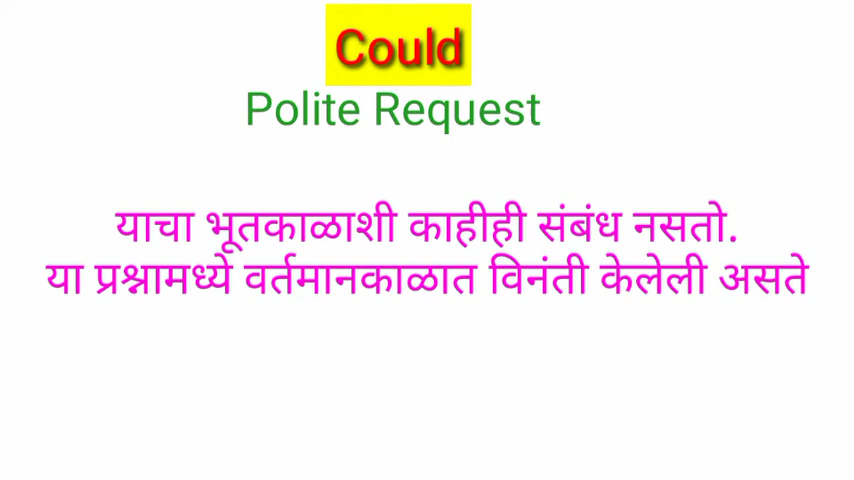 Could
Polite Request
याचा भूतकाळाशी काहीही संबंध नसतो.
या प्रश्नामध्ये वर्तमानकाळात विनंती केलेली असते